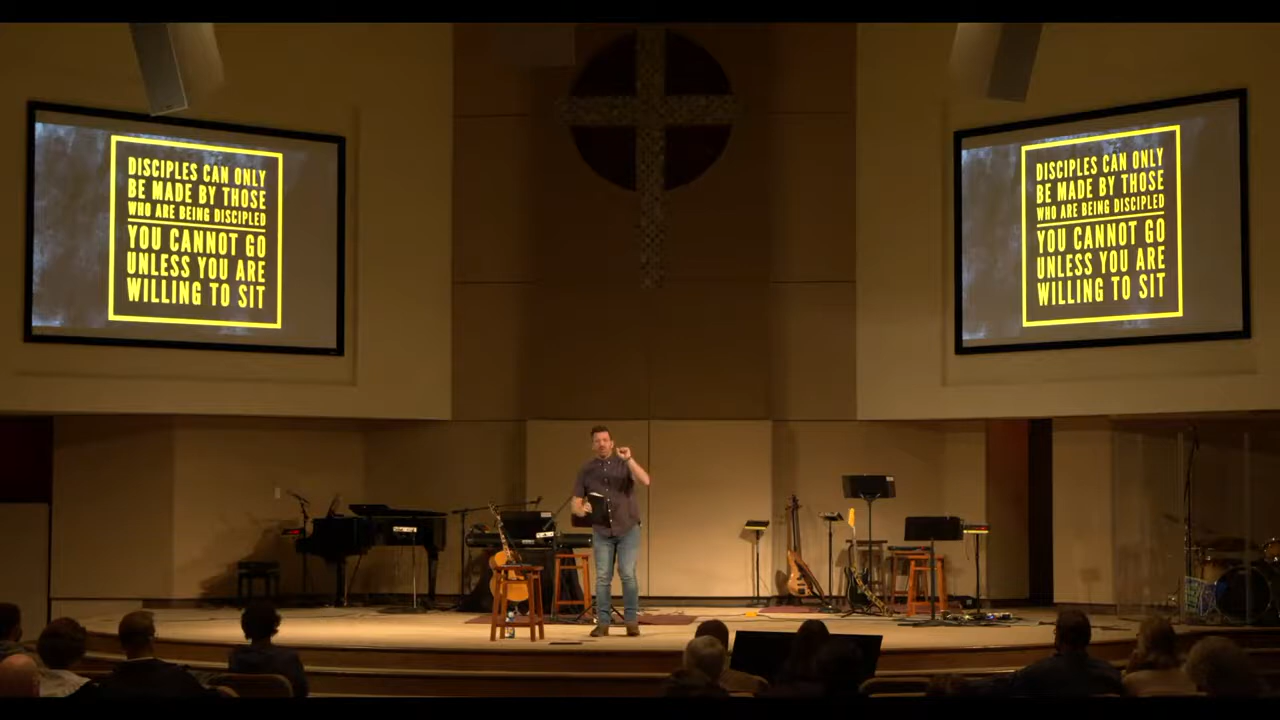 DISCIPLES CAN ONLY
BE MADE BY THOSE
WHO ARE BEING DISCIPLED
YOU CANNOT GO
UNLESS YOU ARE
WILLING TO SIT
DISCIPLES CAN ONLY
BE MADE BY THOSE
WHO ARE BEING DISCIPLED
YOU CANNOT GO
UNLESS YOU ARE
WILLING TO SIT